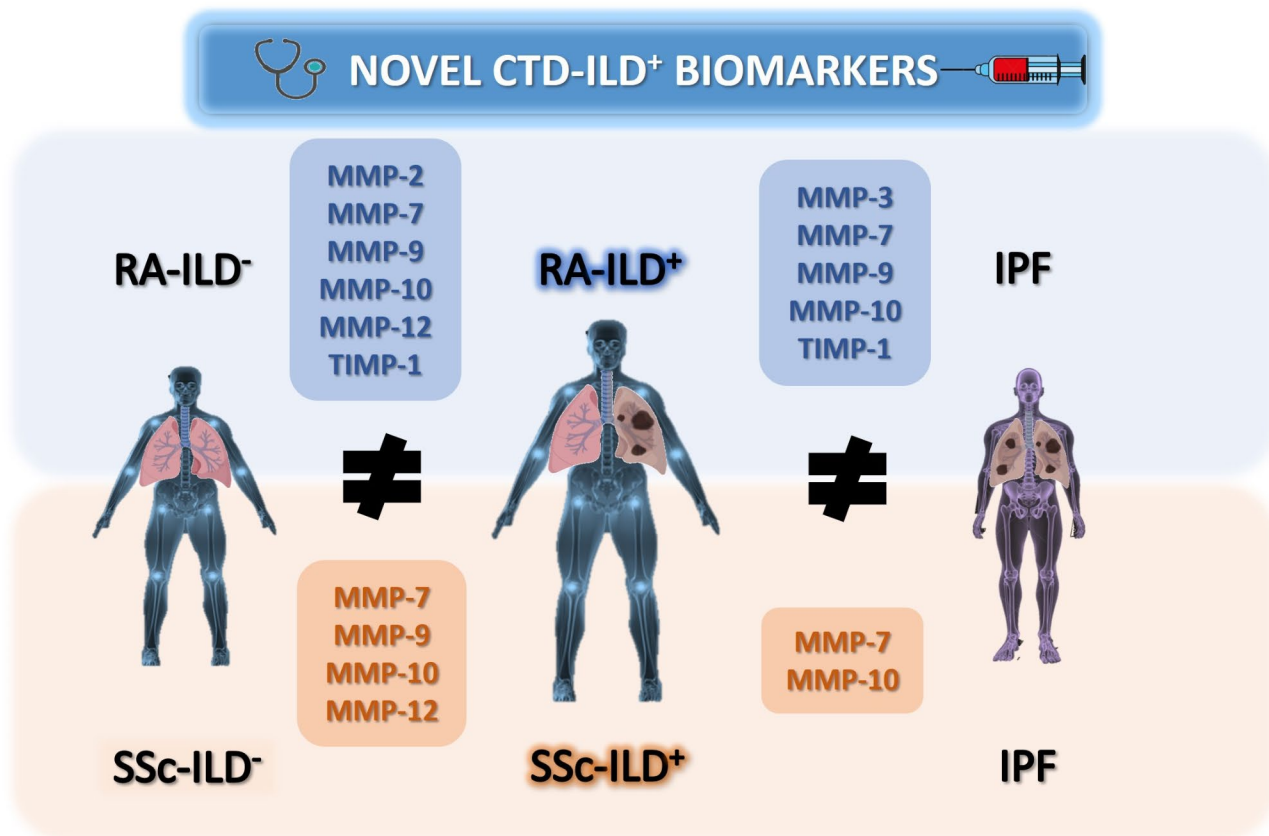 NOVEL CTD-ILD⁺ BIOMARKERS
RA-ILD⁻
MMP-2
MMP-7
MMP-9
MMP-10
MMP-12
TIMP-1
RA-ILD⁺
MMP-3
MMP-7
MMP-9
MMP-10
TIMP-1
IPF
≠
≠
SSc-ILD⁻
MMP-7
MMP-9
MMP-10
MMP-12
SSc-ILD⁺
MMP-7
MMP-10
IPF